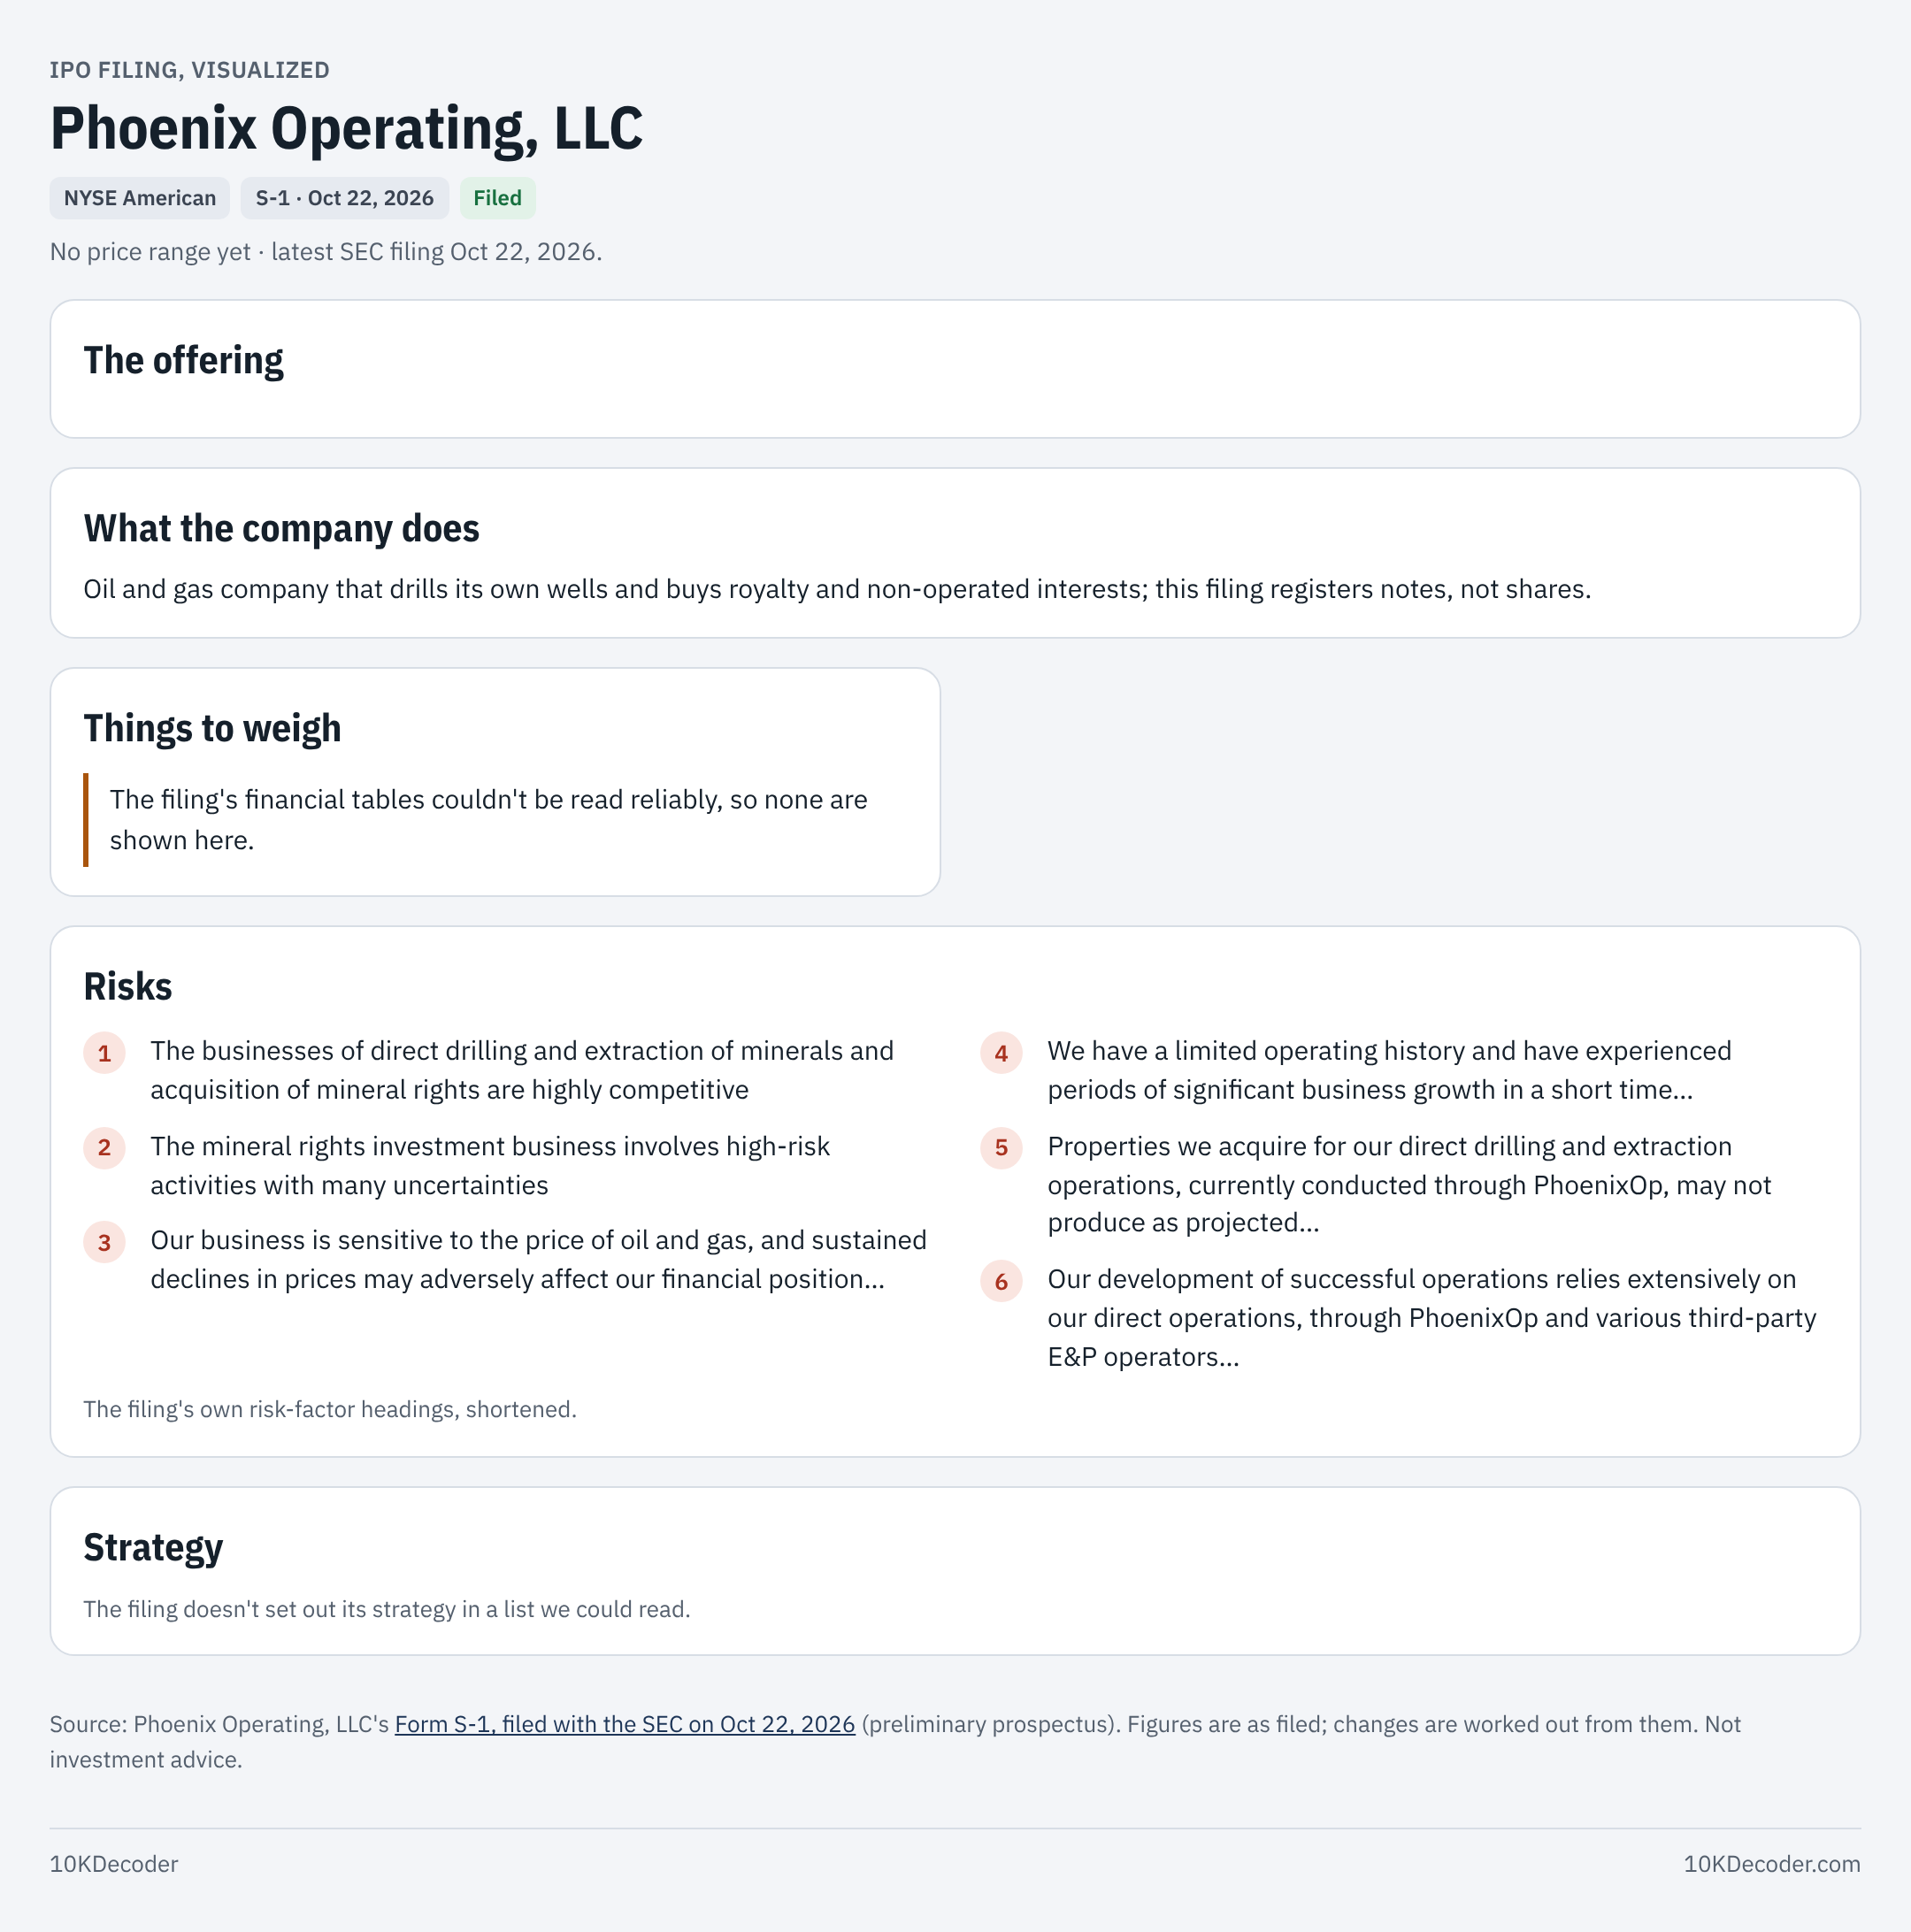 IPO FILING, VISUALIZED
Phoenix Operating, LLC
NYSE American
S-1 · Oct 22, 2026
Filed
No price range yet · latest SEC filing Oct 22, 2026.
The offering
What the company does
Oil and gas company that drills its own wells and buys royalty and non-operated interests; this filing registers notes, not shares.
Things to weigh
The filing's financial tables couldn't be read reliably, so none are
shown here.
Risks
1 The businesses of direct drilling and extraction of minerals and
acquisition of mineral rights are highly competitive
2 The mineral rights investment business involves high-risk
activities with many uncertainties
3 Our business is sensitive to the price of oil and gas, and sustained
declines in prices may adversely affect our financial position...
4 We have a limited operating history and have experienced
periods of significant business growth in a short time...
5 Properties we acquire for our direct drilling and extraction
operations, currently conducted through PhoenixOp, may not
produce as projected...
6 Our development of successful operations relies extensively on
our direct operations, through PhoenixOp and various third-party
E&P operators...
The filing's own risk-factor headings, shortened.
Strategy
The filing doesn't set out its strategy in a list we could read.
Source: Phoenix Operating, LLC's Form S-1, filed with the SEC on Oct 22, 2026 (preliminary prospectus). Figures are as filed; changes are worked out from them. Not
investment advice.
10KDecoder
10KDecoder.com